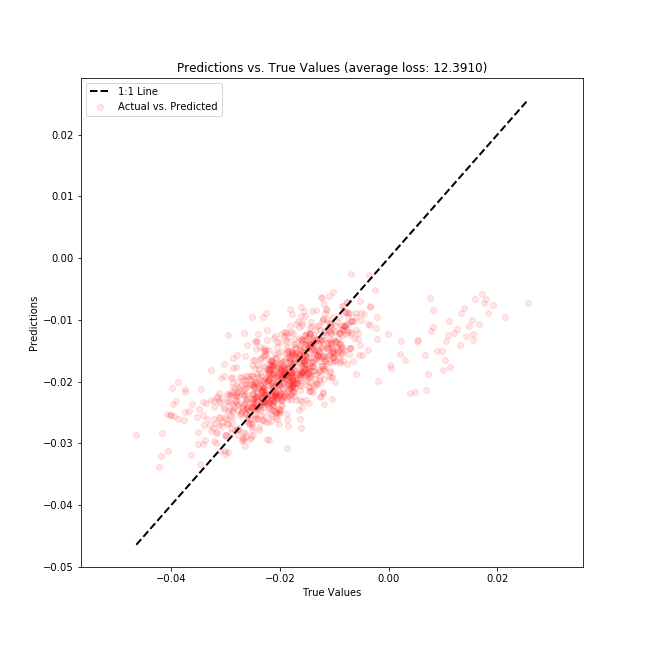 Predictions vs. True Values (average loss: 12.3910)
1:1 Line
Actual vs. Predicted
0.02
0.01
0.00
−0.01
−0.02
−0.03
−0.04
−0.05
Predictions
−0.04
−0.02
0.00
0.02
True Values